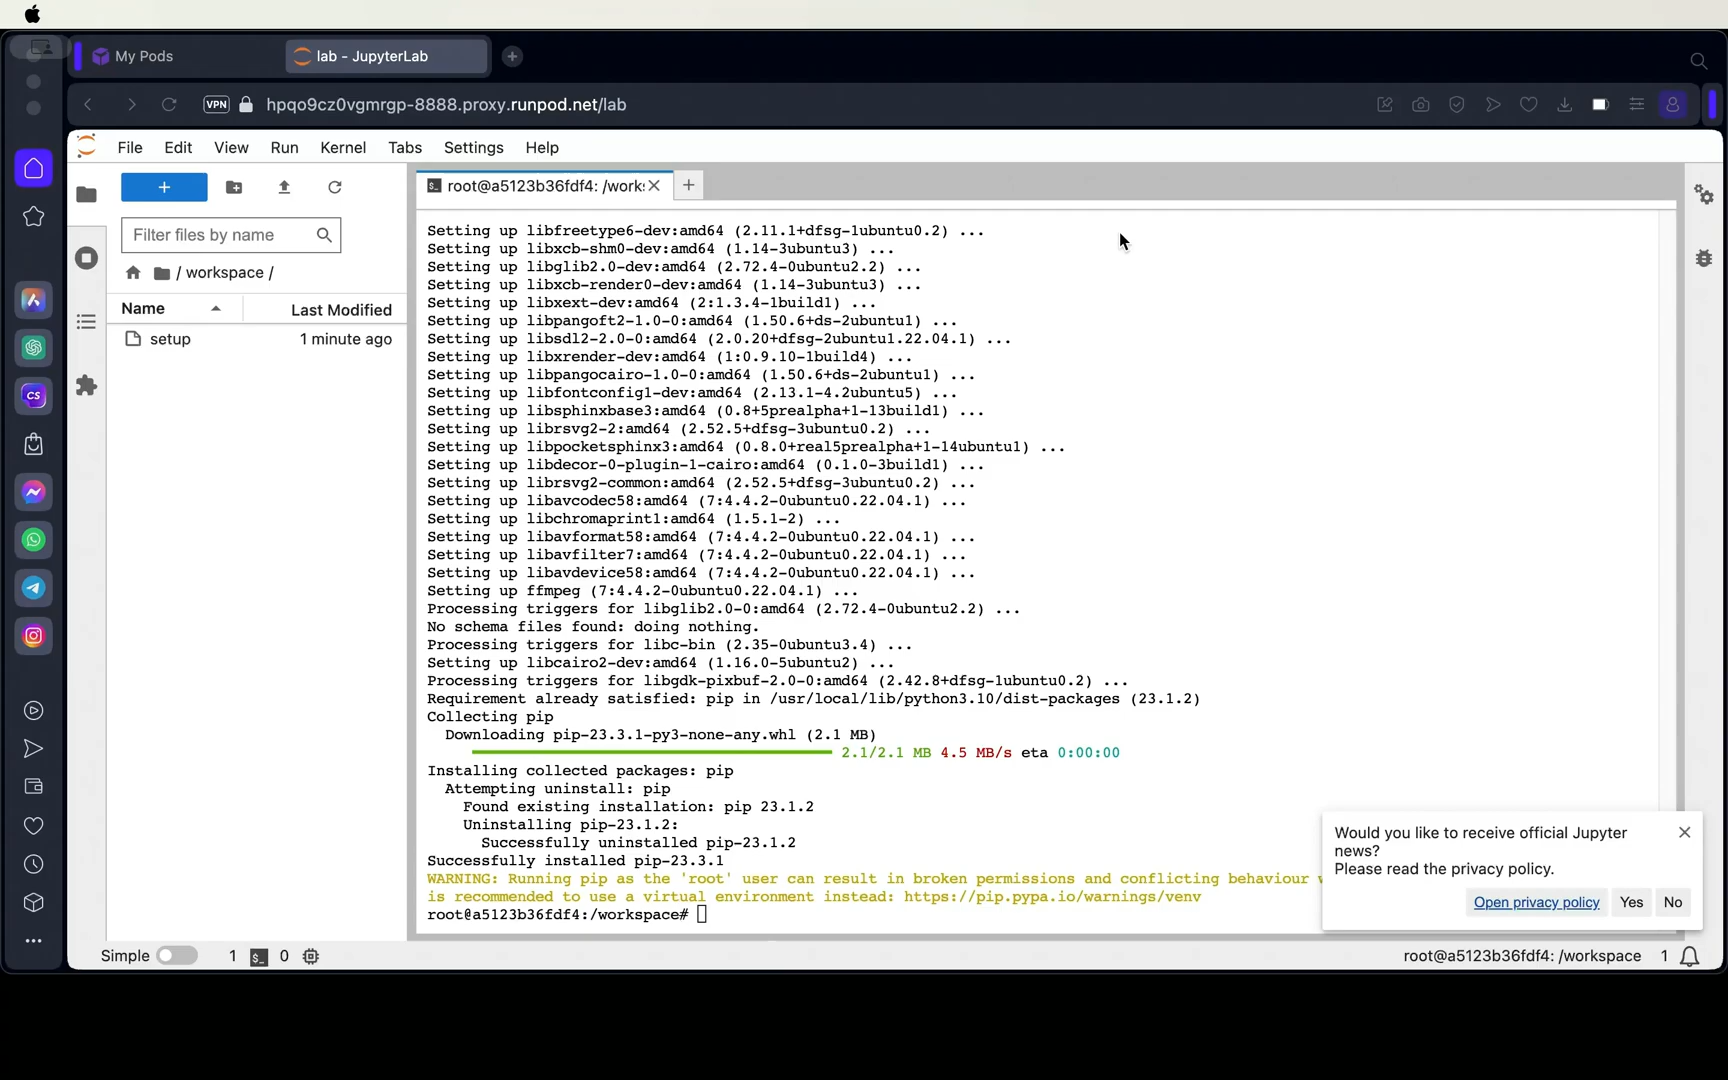 My Pods
lab - JupyterLab
VPN
hpqo9cz0vgmrgp-8888.proxy.runpod.net/lab
File Edit View Run Kernel Tabs Settings Help
+
root@a5123b36fdf4: /works
Filter files by name
/ workspace /
Name Last Modified
setup 1 minute ago
CS
Setting up libfreetype6-dev:amd64 (2.11.1+dfsg-1ubuntu0.2) ...
Setting up libxcb-shm0-dev:amd64 (1.14-3ubuntu3) ...
Setting up libglib2.0-dev:amd64 (2.72.4-0ubuntu2.2) ...
Setting up libxcb-render0-dev:amd64 (1.14-3ubuntu3) ...
Setting up libxext-dev:amd64 (2:1.3.4-1build1) ...
Setting up libpangoft2-1.0-0:amd64 (1.50.6+ds-2ubuntu1) ...
Setting up libsdl2-2.0-0:amd64 (2.0.20+dfsg-2ubuntu1.22.04.1) ...
Setting up libxrender-dev:amd64 (1:0.9.10-1build4) ...
Setting up libpangocairo-1.0-0:amd64 (1.50.6+ds-2ubuntu1) ...
Setting up libfontconfig1-dev:amd64 (2.13.1-4.2ubuntu5) ...
Setting up libsphinxbase3:amd64 (0.8+5prealpha+1-13build1) ...
Setting up librsvg2-2:amd64 (2.52.5+dfsg-3ubuntu0.2) ...
Setting up libpocketsphinx3:amd64 (0.8.0+real5prealpha+1-14ubuntu1) ...
Setting up libdecor-0-plugin-1-cairo:amd64 (0.1.0-3build1) ...
Setting up librsvg2-common:amd64 (2.52.5+dfsg-3ubuntu0.2) ...
Setting up libavcodec58:amd64 (7:4.4.2-0ubuntu0.22.04.1) ...
Setting up libchromaprint1:amd64 (1.5.1-2) ...
Setting up libavformat58:amd64 (7:4.4.2-0ubuntu0.22.04.1) ...
Setting up libavfilter7:amd64 (7:4.4.2-0ubuntu0.22.04.1) ...
Setting up libavdevice58:amd64 (7:4.4.2-0ubuntu0.22.04.1) ...
Setting up ffmpeg (7:4.4.2-0ubuntu0.22.04.1) ...
Processing triggers for libglib2.0-0:amd64 (2.72.4-0ubuntu2.2) ...
No schema files found: doing nothing.
Processing triggers for libc-bin (2.35-0ubuntu3.4) ...
Setting up libcairo2-dev:amd64 (1.16.0-5ubuntu2) ...
Processing triggers for libgdk-pixbuf-2.0-0:amd64 (2.42.8+dfsg-1ubuntu0.2) ...
Requirement already satisfied: pip in /usr/local/lib/python3.10/dist-packages (23.1.2)
Collecting pip
Downloading pip-23.3.1-py3-none-any.whl (2.1 MB)
2.1/2.1 MB 4.5 MB/s eta 0:00:00
Installing collected packages: pip
Attempting uninstall: pip
Found existing installation: pip 23.1.2
Uninstalling pip-23.1.2:
Successfully uninstalled pip-23.1.2
Successfully installed pip-23.3.1
WARNING: Running pip as the 'root' user can result in broken permissions and conflicting behaviour w
is recommended to use a virtual environment instead: https://pip.pypa.io/warnings/venv
root@a5123b36fdf4:/workspace#
Would you like to receive official Jupyter
news?
Please read the privacy policy.
Open privacy policy Yes No
Simple 1 $_ 0
root@a5123b36fdf4: /workspace 1